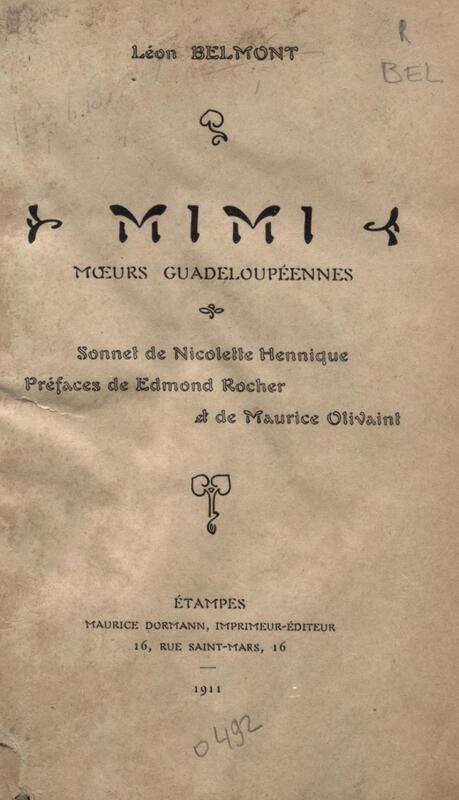 Léon BELMONT
R
BEL
MIMI
MŒURS GUADELOUPÉENNES
Sonnet de Nicolette Hennique
Préfaces de Edmond Rocher
et de Maurice Olivaint
ÉTAMPES
MAURICE DORMANN, IMPRIMEUR-ÉDITEUR
16, RUE SAINT-MARS, 16
1911
0492